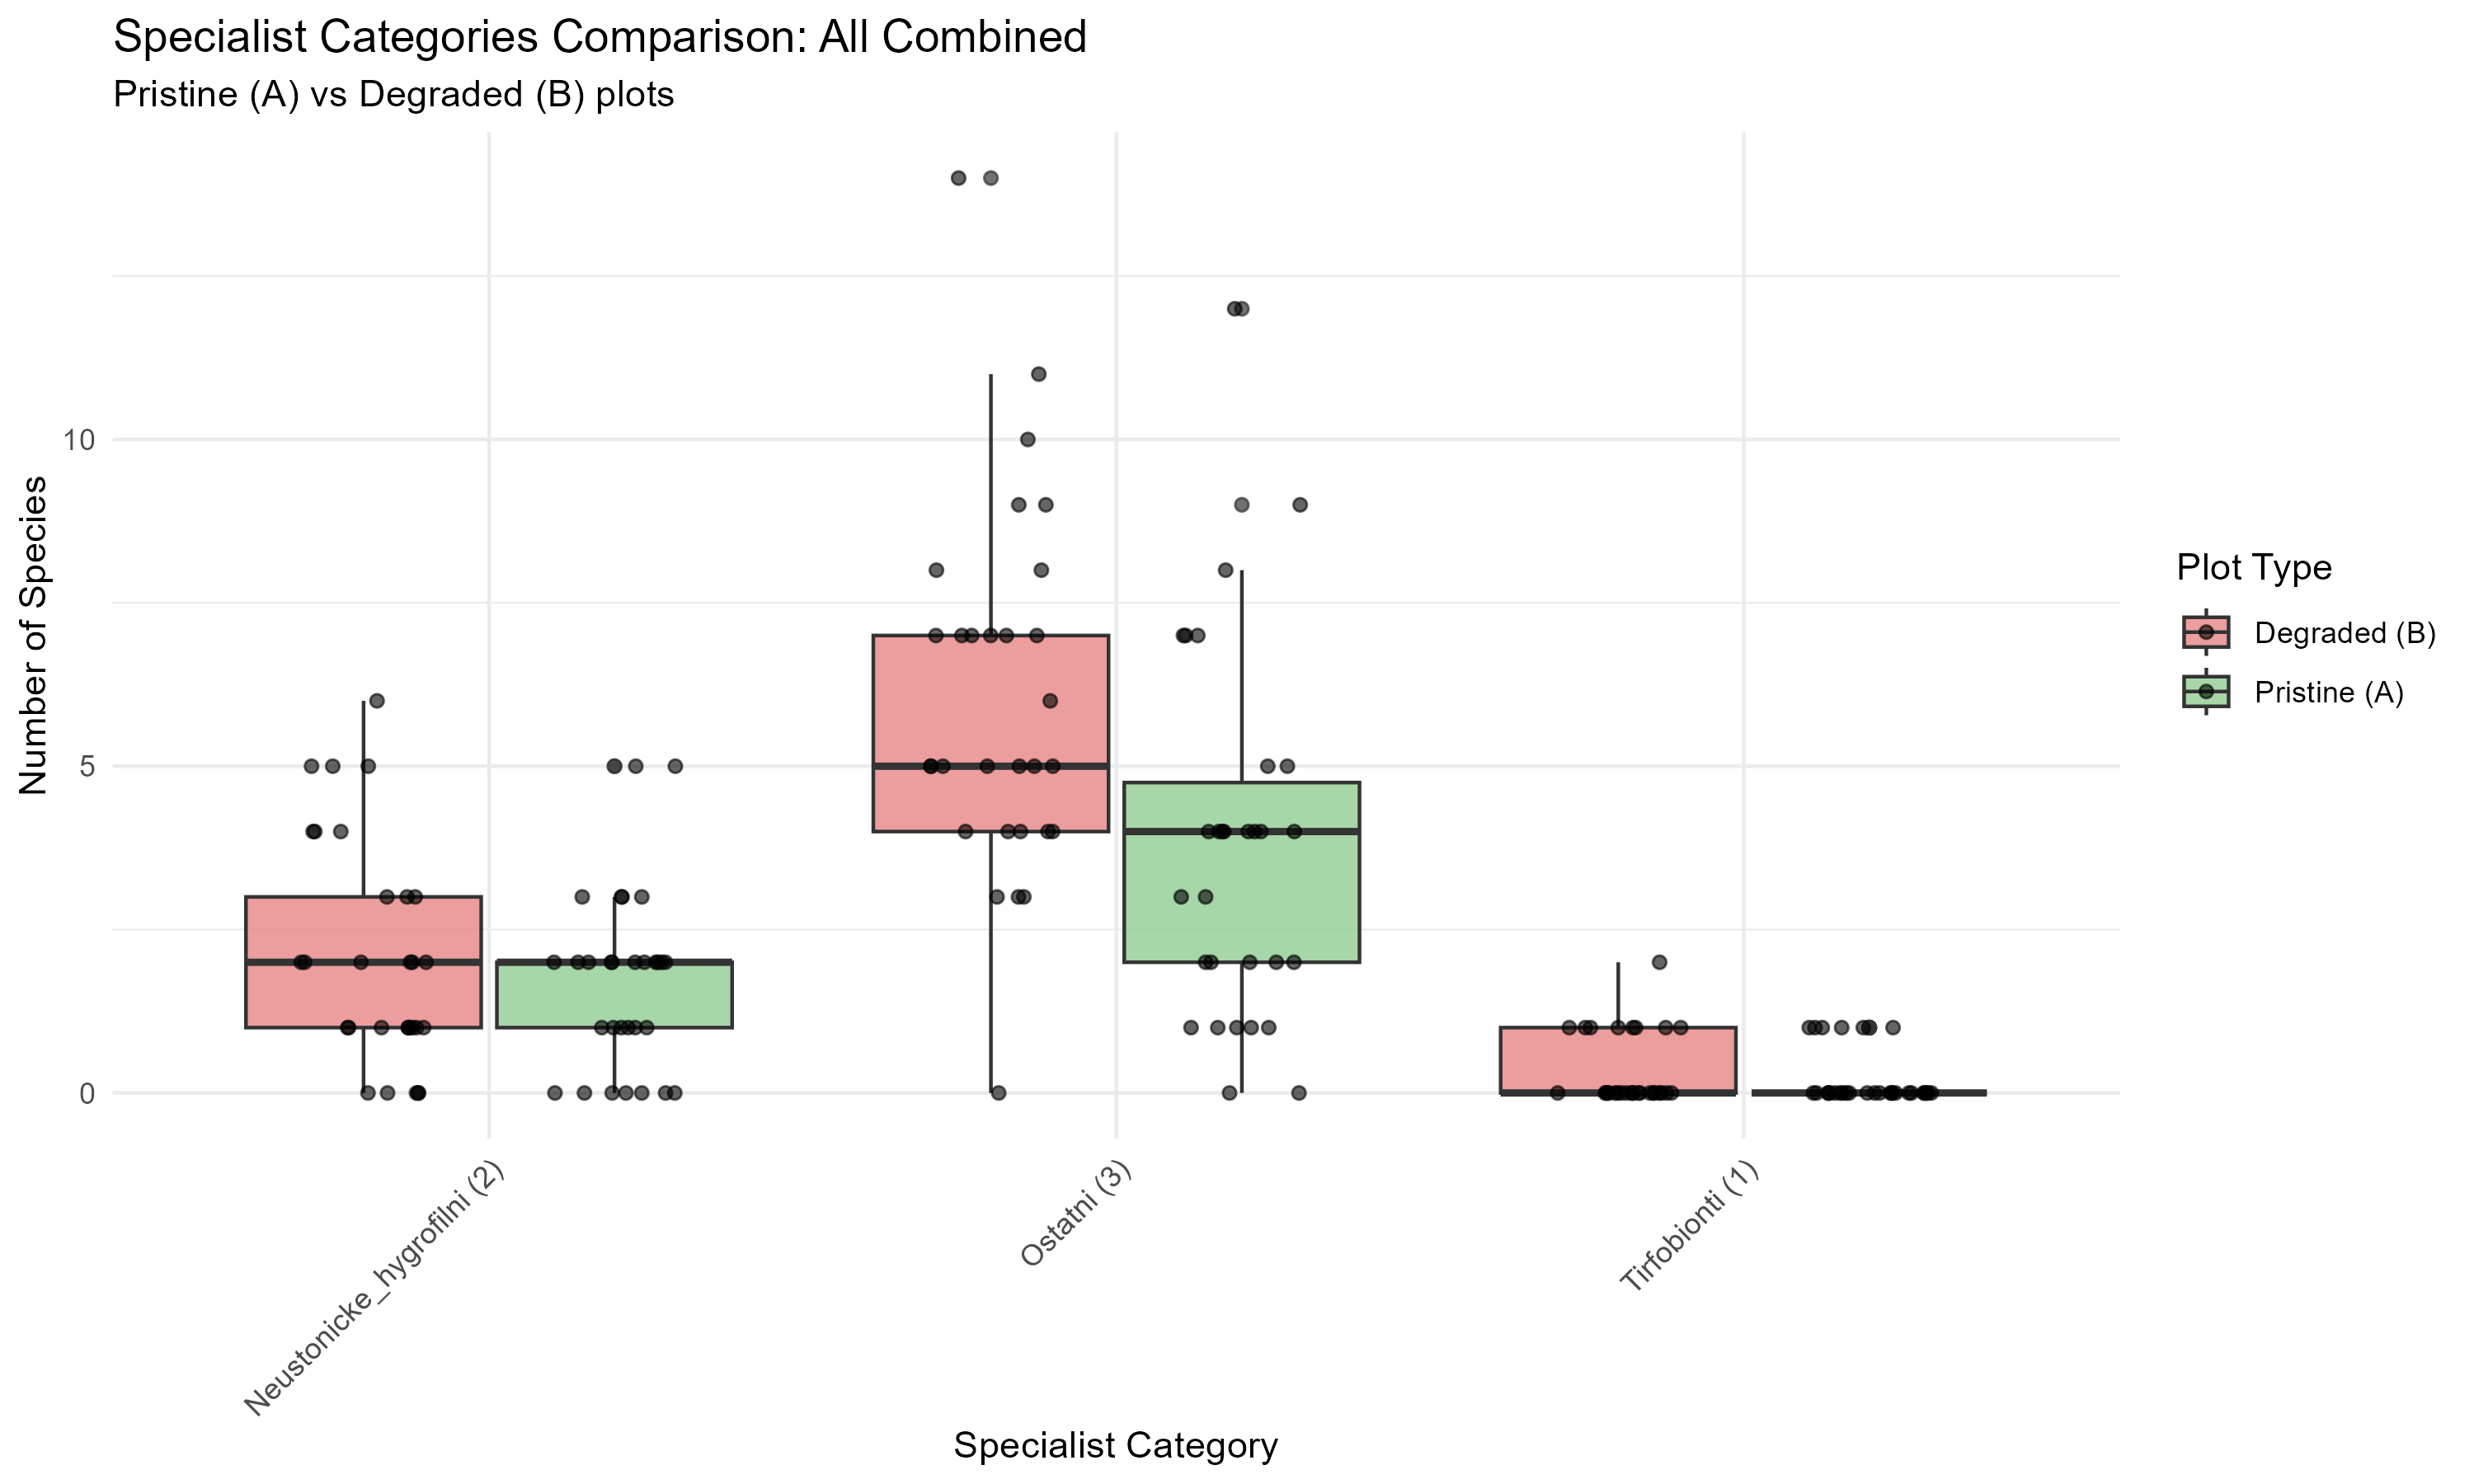 Specialist Categories Comparison: All Combined
Pristine (A) vs Degraded (B) plots
Number of Species
10
5
0
Neustonicke_hygrofilni (2)
Ostatni (3)
Tirfobionti (1)
Specialist Category
Plot Type
Degraded (B)
Pristine (A)